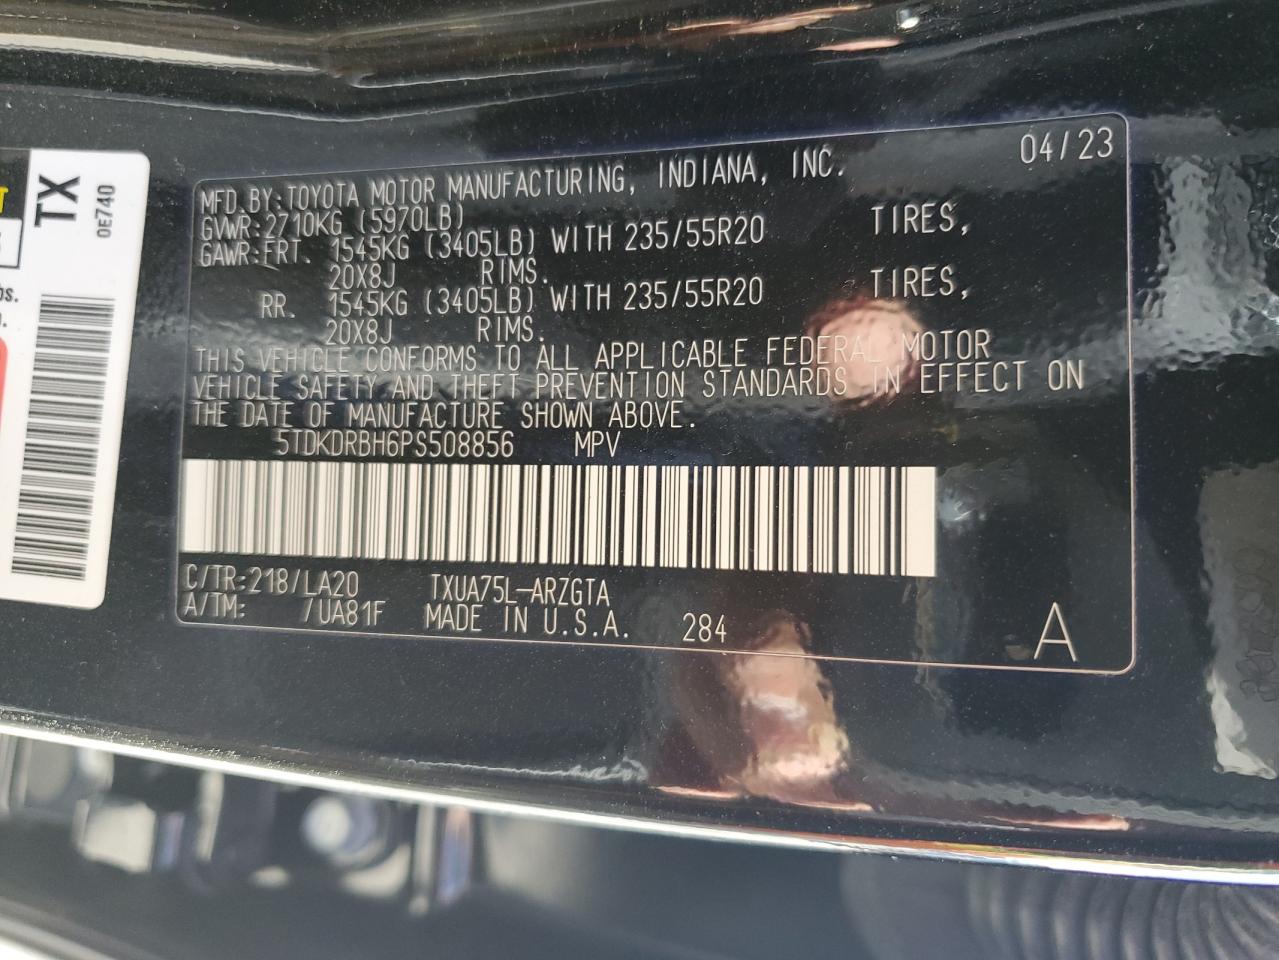 04/23
MFD.BY:TOYOTA MOTOR MANUFACTURING, INDIANA, INC.
GVWR:2710KG (5970LB)
GAWR:FRT. 1545KG (3405LB) WITH 235/55R20 TIRES,
20X8J RIMS.
RR. 1545KG (3405LB) WITH 235/55R20 TIRES,
20X8J RIMS.
THIS VEHICLE CONFORMS TO ALL APPLICABLE FEDERAL MOTOR
VEHICLE SAFETY AND THEFT PREVENTION STANDARDS IN EFFECT ON
THE DATE OF MANUFACTURE SHOWN ABOVE.
5TDKDRBH6PS508856 MPV
C/TR:218/LA20 TXUA75L-ARZGTA
A/TM: /UA81F MADE IN U.S.A. 284
A
TX
0E740